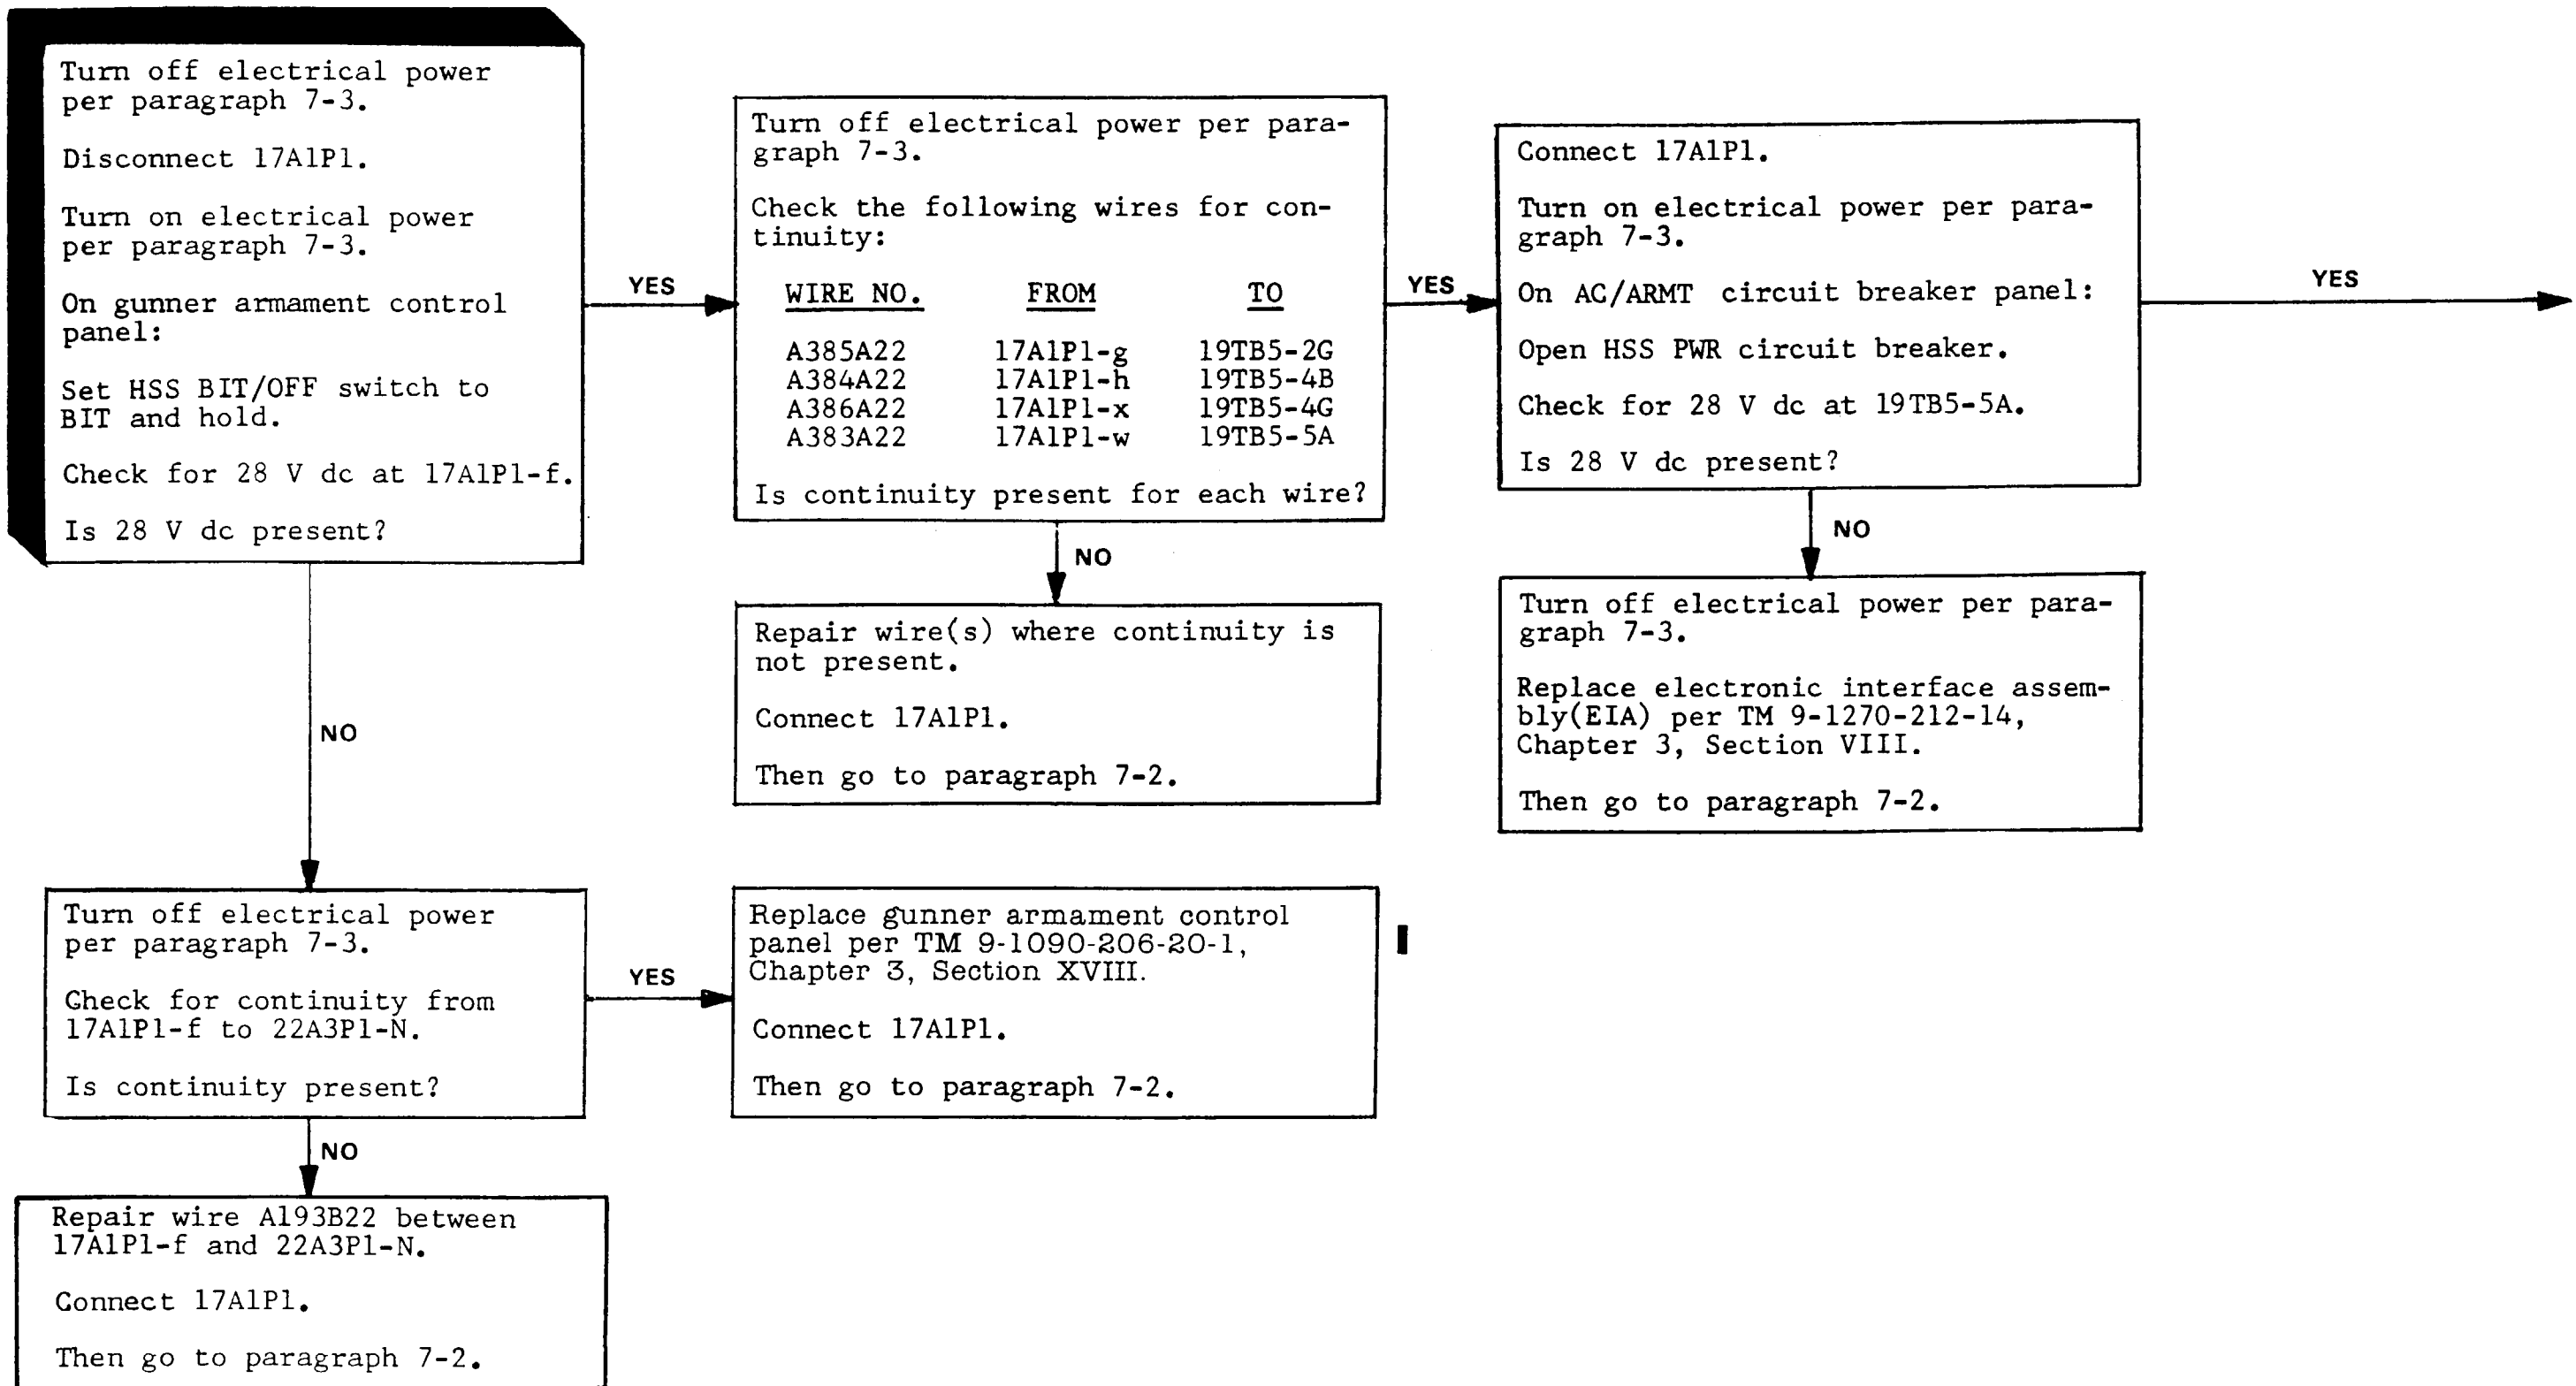 Turn off electrical power
per paragraph 7-3.
Disconnect 17A1P1.
Turn on electrical power
per paragraph 7-3.
On gunner armament control
panel:
Set HSS BIT/OFF switch to
BIT and hold.
Check for 28 V dc at 17A1P1-f.
Is 28 V dc present?
YES
Turn off electrical power per para-
graph 7-3.
Check the following wires for con-
tinuity:
WIRE NO. FROM TO
A385A22 17A1P1-g 19TB5-2G
A384A22 17A1P1-h 19TB5-4B
A386A22 17A1P1-x 19TB5-4G
A383A22 17A1P1-w 19TB5-5A
Is continuity present for each wire?
YES
Connect 17A1P1.
Turn on electrical power per para-
graph 7-3.
On AC/ARMT circuit breaker panel:
Open HSS PWR circuit breaker.
Check for 28 V dc at 19TB5-5A.
Is 28 V dc present?
YES
NO
Repair wire(s) where continuity is
not present.
Connect 17A1P1.
Then go to paragraph 7-2.
NO
Turn off electrical power per para-
graph 7-3.
Replace electronic interface assem-
bly(EIA) per TM 9-1270-212-14,
Chapter 3, Section VIII.
Then go to paragraph 7-2.
NO
Turn off electrical power
per paragraph 7-3.
Check for continuity from
17A1P1-f to 22A3P1-N.
Is continuity present?
YES
Replace gunner armament control
panel per TM 9-1090-206-20-1,
Chapter 3, Section XVIII.
Connect 17A1P1.
Then go to paragraph 7-2.
NO
Repair wire A193B22 between
17A1P1-f and 22A3P1-N.
Connect 17A1P1.
Then go to paragraph 7-2.